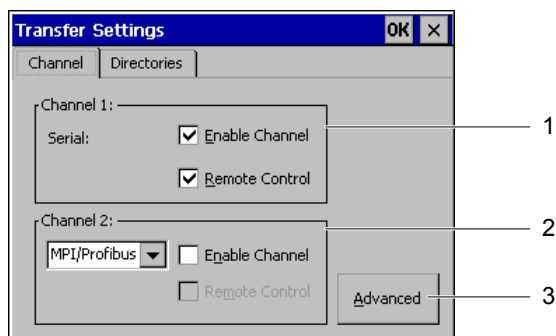 Transfer Settings OK ×
Channel Directories
Channel 1:
Serial: Enable Channel
Remote Control
1
Channel 2:
MPI/Profibus Enable Channel
Remote Control
2
Advanced
3